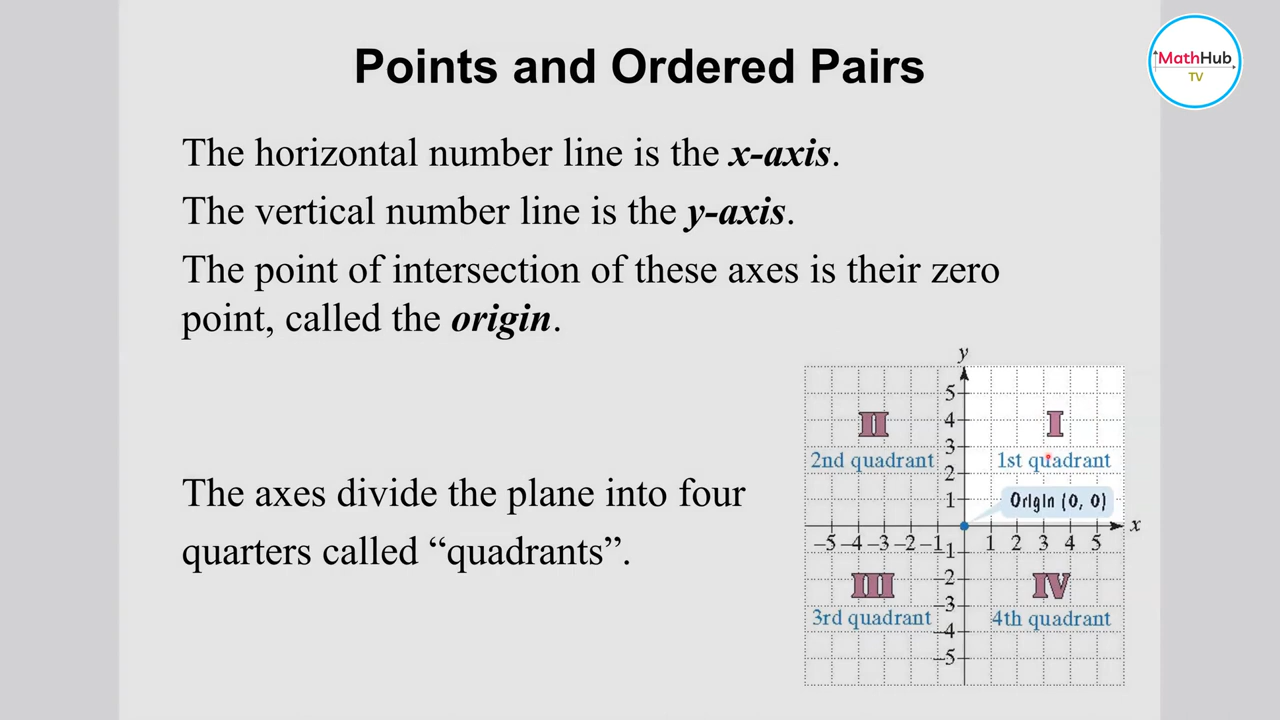 Points and Ordered Pairs
MathHub
TV
The horizontal number line is the x-axis.
The vertical number line is the y-axis.
The point of intersection of these axes is their zero
point, called the origin.
The axes divide the plane into four
quarters called “quadrants”.
y
5
II
4
I
3
2nd quadrant
1st quadrant
2
1
Origin (0, 0)
x
–5 –4 –3 –2 –1
1 2 3 4 5
–1
–2
III
IV
–3
3rd quadrant
4th quadrant
–4
–5